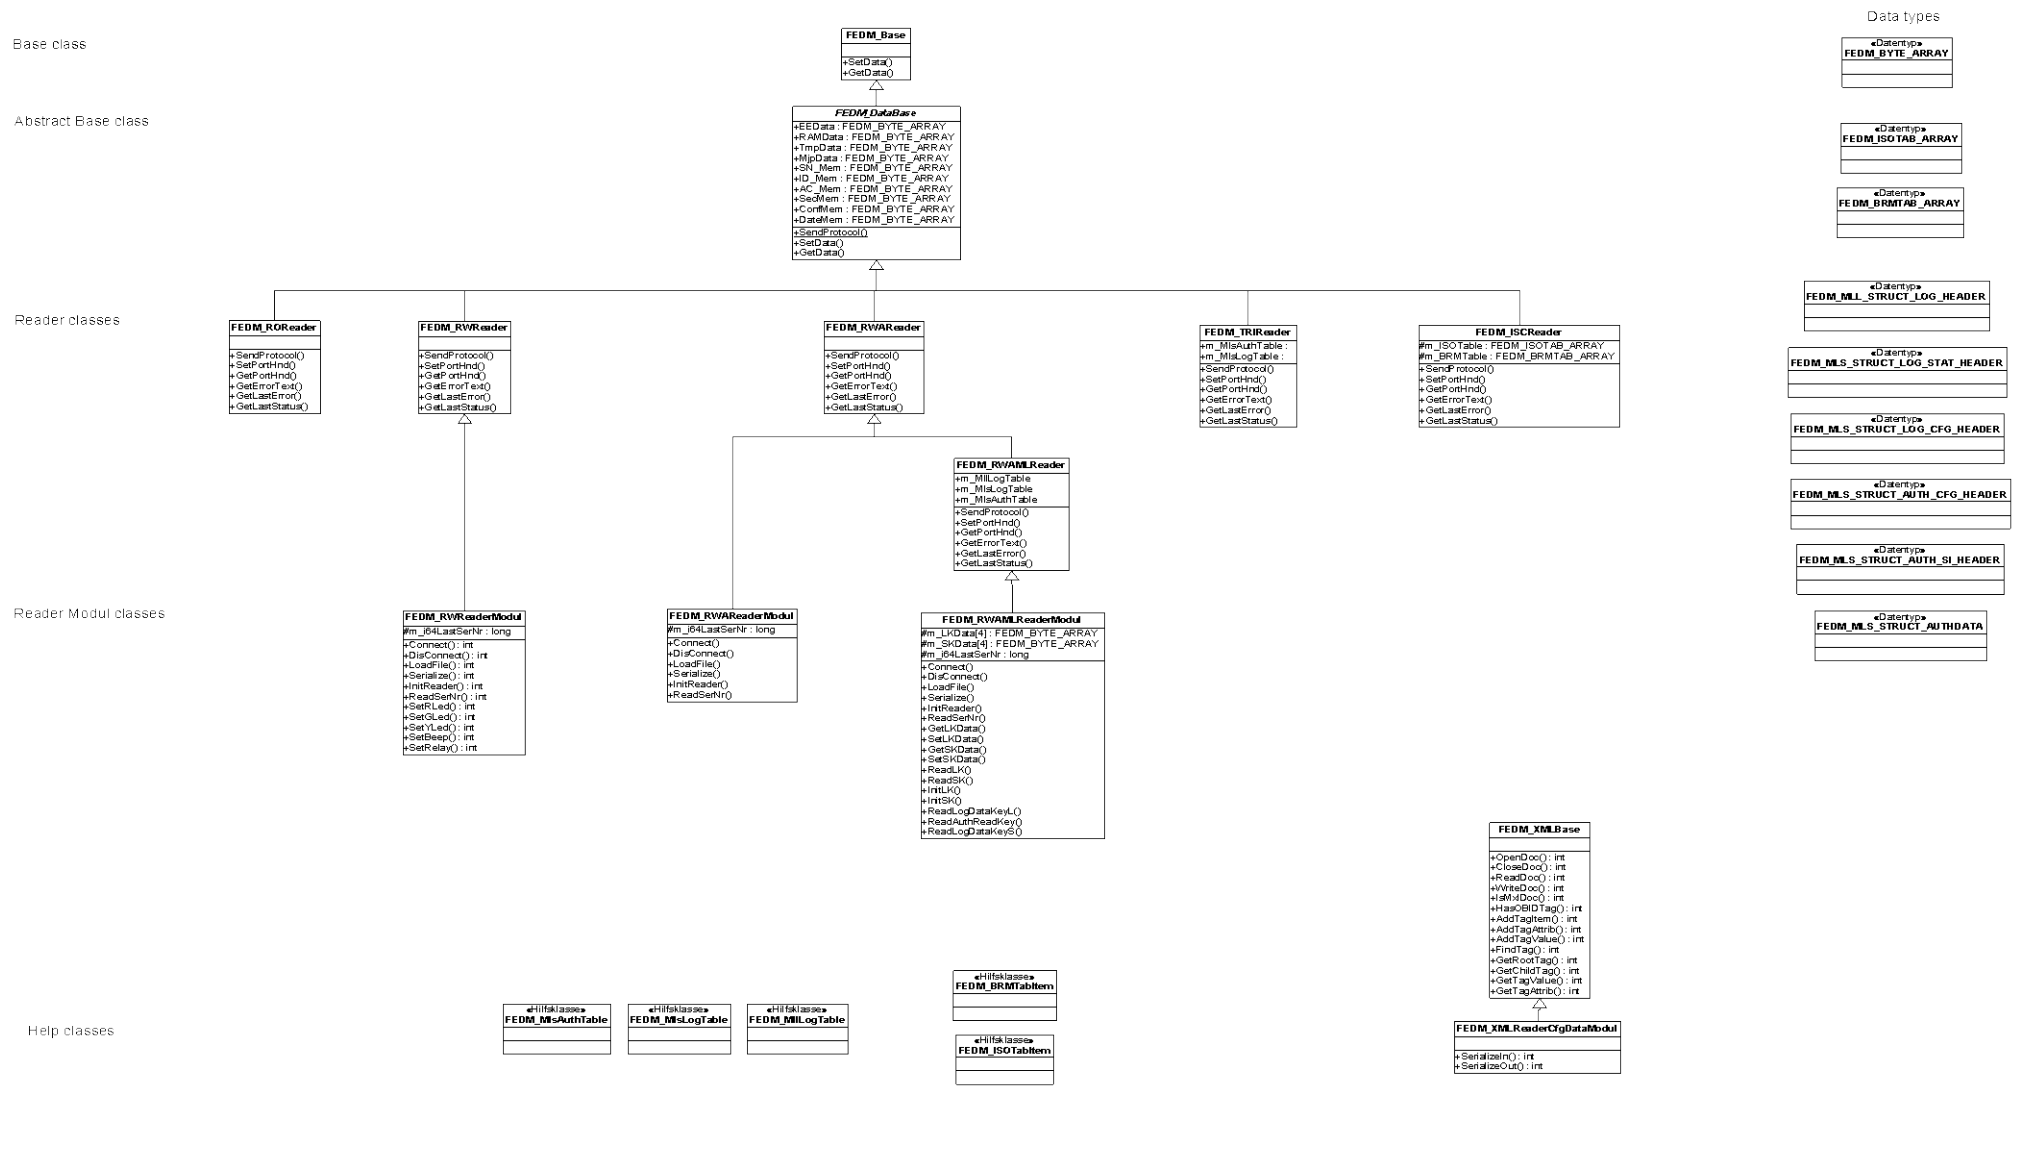 Data types
Base class
FEDM_Base
+SetData()
+GetData()
Abstract Base class
FEDM_DataBase
+EEData : FEDM_BYTE_ARRAY
+RAMData : FEDM_BYTE_ARRAY
+TmpData : FEDM_BYTE_ARRAY
+MjpData : FEDM_BYTE_ARRAY
+SN_Mem : FEDM_BYTE_ARRAY
+ID_Mem : FEDM_BYTE_ARRAY
+AC_Mem : FEDM_BYTE_ARRAY
+SecMem : FEDM_BYTE_ARRAY
+ConfMem : FEDM_BYTE_ARRAY
+DateMem : FEDM_BYTE_ARRAY
+SendProtocol()
+SetData()
+GetData()
Reader classes
FEDM_ROReader
+SendProtocol()
+SetPortHnd()
+GetPortHnd()
+GetErrorText()
+GetLastError()
+GetLastStatus()
FEDM_RWReader
+SendProtocol()
+SetPortHnd()
+GetPortHnd()
+GetErrorText()
+GetLastError()
+GetLastStatus()
FEDM_RWAReader
+SendProtocol()
+SetPortHnd()
+GetPortHnd()
+GetErrorText()
+GetLastError()
+GetLastStatus()
FEDM_TRIReader
+m_MlsAuthTable :
+m_MlsLogTable :
+SendProtocol()
+SetPortHnd()
+GetPortHnd()
+GetErrorText()
+GetLastError()
+GetLastStatus()
FEDM_ISCReader
#m_ISOTable : FEDM_ISOTAB_ARRAY
#m_BRMTable : FEDM_BRMTAB_ARRAY
+SendProtocol()
+SetPortHnd()
+GetPortHnd()
+GetErrorText()
+GetLastError()
+GetLastStatus()
FEDM_RWAMLReader
+m_MllLogTable
+m_MlsLogTable
+m_MlsAuthTable
+SendProtocol()
+SetPortHnd()
+GetPortHnd()
+GetErrorText()
+GetLastError()
+GetLastStatus()
Reader Modul classes
FEDM_RWReaderModul
#m_i64LastSerNr : long
+Connect() : int
+DisConnect() : int
+LoadFile() : int
+Serialize() : int
+InitReader() : int
+ReadSerNr() : int
+SetRLed() : int
+SetGLed() : int
+SetYLed() : int
+SetBeep() : int
+SetRelay() : int
FEDM_RWAReaderModul
#m_i64LastSerNr : long
+Connect()
+DisConnect()
+LoadFile()
+Serialize()
+InitReader()
+ReadSerNr()
FEDM_RWAMLReaderModul
#m_LKData[4] : FEDM_BYTE_ARRAY
#m_SKData[4] : FEDM_BYTE_ARRAY
#m_i64LastSerNr : long
+Connect()
+DisConnect()
+LoadFile()
+Serialize()
+InitReader()
+ReadSerNr()
+GetLKData()
+SetLKData()
+GetSKData()
+SetSKData()
+ReadLK()
+ReadSK()
+InitLK()
+InitSK()
+ReadLogDataKeyL()
+ReadAuthReadKey()
+ReadLogDataKeyS()
FEDM_XMLBase
+OpenDoc() : int
+CloseDoc() : int
+ReadDoc() : int
+WriteDoc() : int
+IsMxlDoc() : int
+HasOBIDTag() : int
+AddTagItem() : int
+AddTagAttrib() : int
+AddTagValue() : int
+FindTag() : int
+GetRootTag() : int
+GetChildTag() : int
+GetTagValue() : int
+GetTagAttrib() : int
FEDM_XMLReaderCfgDataModul
+SerializeIn() : int
+SerializeOut() : int
Help classes
«Hilfsklasse»
FEDM_MlsAuthTable
«Hilfsklasse»
FEDM_MlsLogTable
«Hilfsklasse»
FEDM_MllLogTable
«Hilfsklasse»
FEDM_BRMTabItem
«Hilfsklasse»
FEDM_ISOTabItem
«Datentyp»
FEDM_BYTE_ARRAY
«Datentyp»
FEDM_ISOTAB_ARRAY
«Datentyp»
FEDM_BRMTAB_ARRAY
«Datentyp»
FEDM_MLL_STRUCT_LOG_HEADER
«Datentyp»
FEDM_MLS_STRUCT_LOG_STAT_HEADER
«Datentyp»
FEDM_MLS_STRUCT_LOG_CFG_HEADER
«Datentyp»
FEDM_MLS_STRUCT_AUTH_CFG_HEADER
«Datentyp»
FEDM_MLS_STRUCT_AUTH_SI_HEADER
«Datentyp»
FEDM_MLS_STRUCT_AUTHDATA